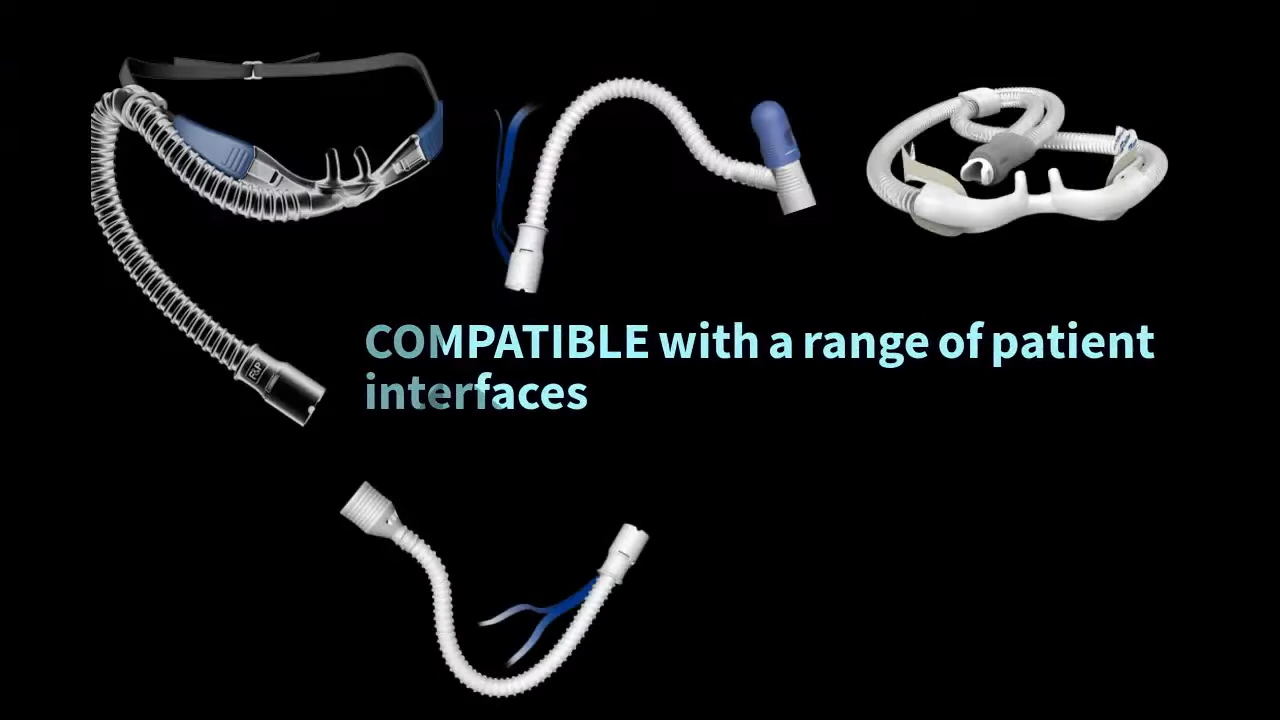 COMPATIBLE with a range of patient
interfaces